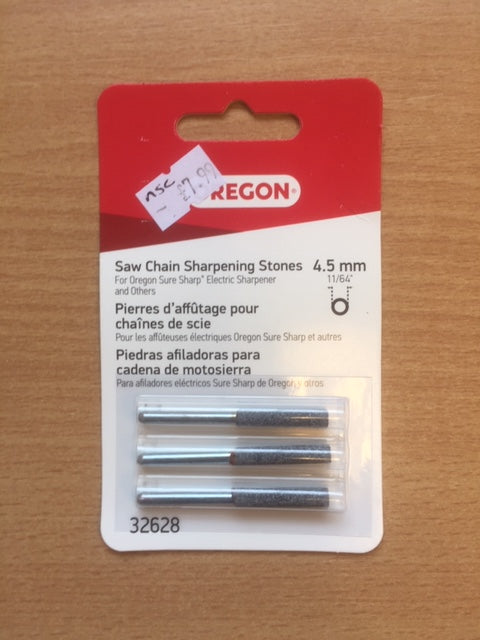 nsc
- £7.99
OREGON
Saw Chain Sharpening Stones 4.5 mm
For Oregon Sure Sharp® Electric Sharpener 11/64"
and Others
Pierres d'affûtage pour
chaînes de scie
Pour les affûteuses électriques Oregon Sure Sharp et autres
Piedras afiladoras para
cadena de motosierra
Para afiladores eléctricos Sure Sharp de Oregon y otros
32628